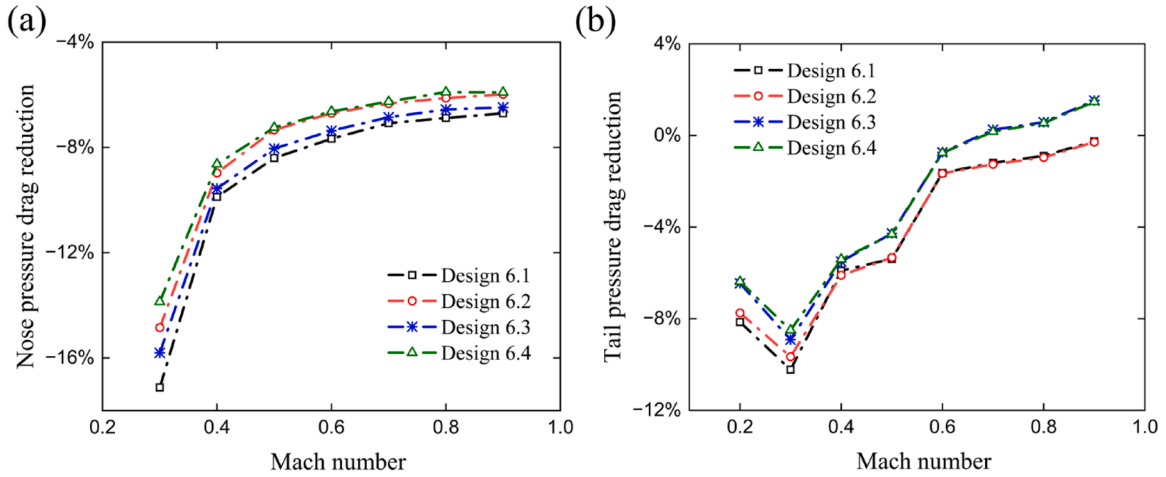 (a)
Nose pressure drag reduction
−4%
−8%
−12%
−16%
0.2
0.4
0.6
0.8
1.0
Mach number
Design 6.1
Design 6.2
Design 6.3
Design 6.4
(b)
Tail pressure drag reduction
4%
0%
−4%
−8%
−12%
0.2
0.4
0.6
0.8
1.0
Mach number
Design 6.1
Design 6.2
Design 6.3
Design 6.4